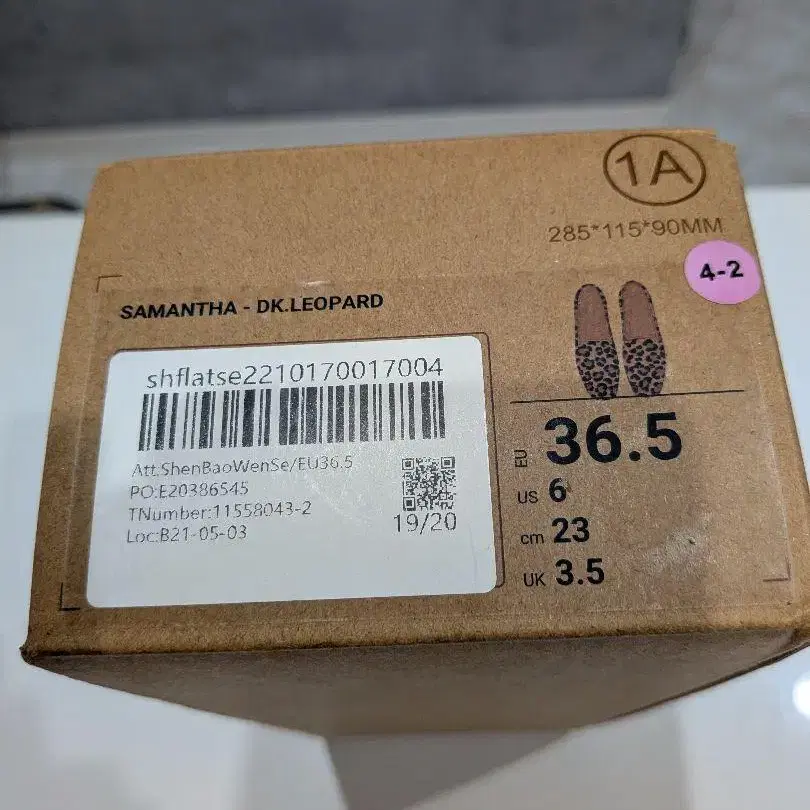 1A
285*115*90MM
4-2
SAMANTHA - DK.LEOPARD
shflatse2210170017004
Att.ShenBaoWenSe/EU36.5
PO:E20386545
TNumber:11558043-2
Loc:B21-05-03
19/20
EU 36.5
US 6
cm 23
UK 3.5